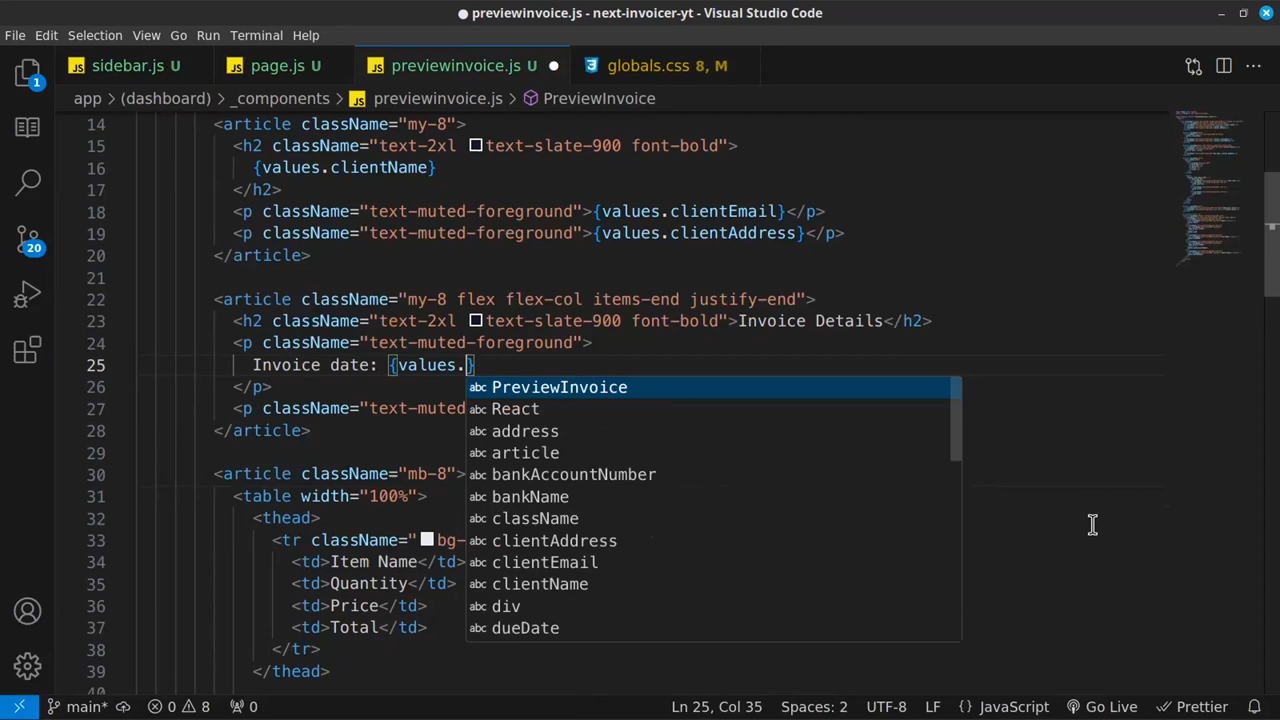 previewinvoice.js - next-invoicer-yt - Visual Studio Code
File Edit Selection View Go Run Terminal Help
sidebar.js U page.js U previewinvoice.js U globals.css 8, M
app > (dashboard) > _components > previewinvoice.js > PreviewInvoice
14 <article className="my-8">
15 <h2 className="text-2xl text-slate-900 font-bold">
16 {values.clientName}
17 </h2>
18 <p className="text-muted-foreground">{values.clientEmail}</p>
19 <p className="text-muted-foreground">{values.clientAddress}</p>
20 </article>
21
22 <article className="my-8 flex flex-col items-end justify-end">
23 <h2 className="text-2xl text-slate-900 font-bold">Invoice Details</h2>
24 <p className="text-muted-foreground">
25 Invoice date: {values.}
26 </p>
27 <p className="text-muted
28 </article>
29
30 <article className="mb-8">
31 <table width="100%">
32 <thead>
33 <tr className=" bg-
34 <td>Item Name</td>
35 <td>Quantity</td>
36 <td>Price</td>
37 <td>Total</td>
38 </tr>
39 </thead>
40
abc PreviewInvoice
abc React
abc address
abc article
abc bankAccountNumber
abc bankName
abc className
abc clientAddress
abc clientEmail
abc clientName
abc div
abc dueDate
1
20
main* 0 8 0 Ln 25, Col 35 Spaces: 2 UTF-8 LF {} JavaScript Go Live Prettier